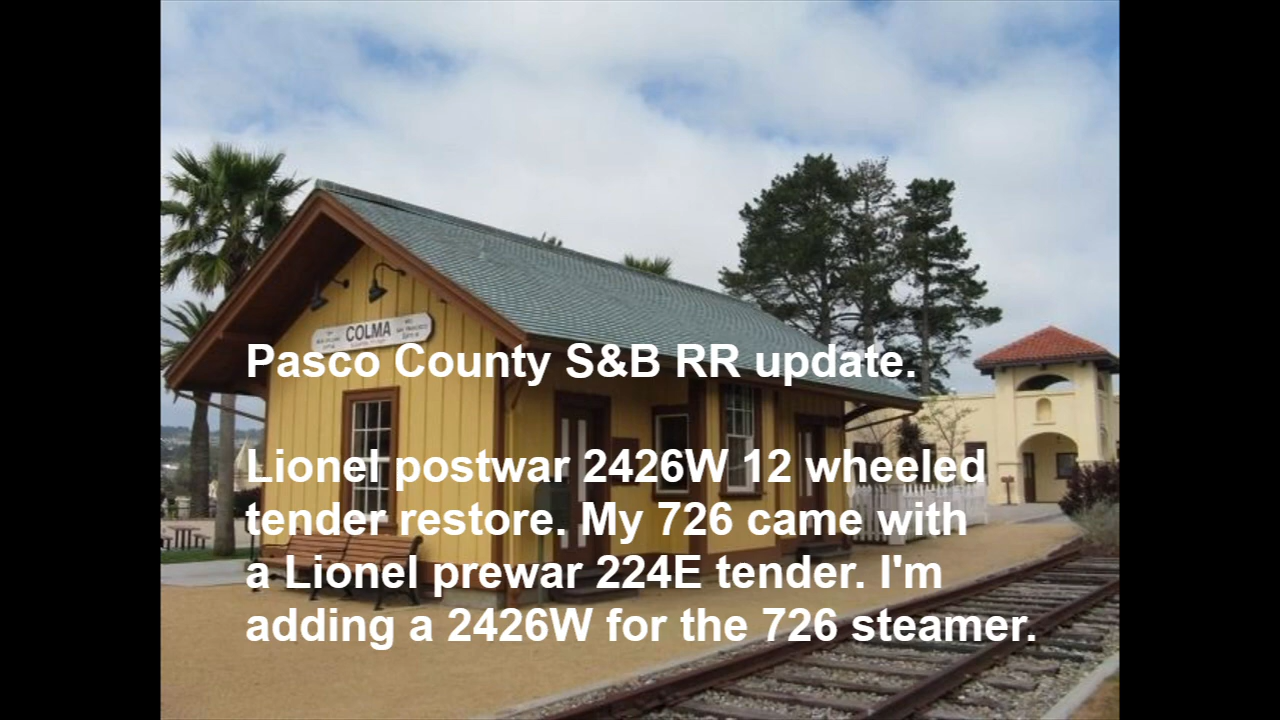 COLMA
Pasco County S&B RR update.
Lionel postwar 2426W 12 wheeled
tender restore. My 726 came with
a Lionel prewar 224E tender. I'm
adding a 2426W for the 726 steamer.